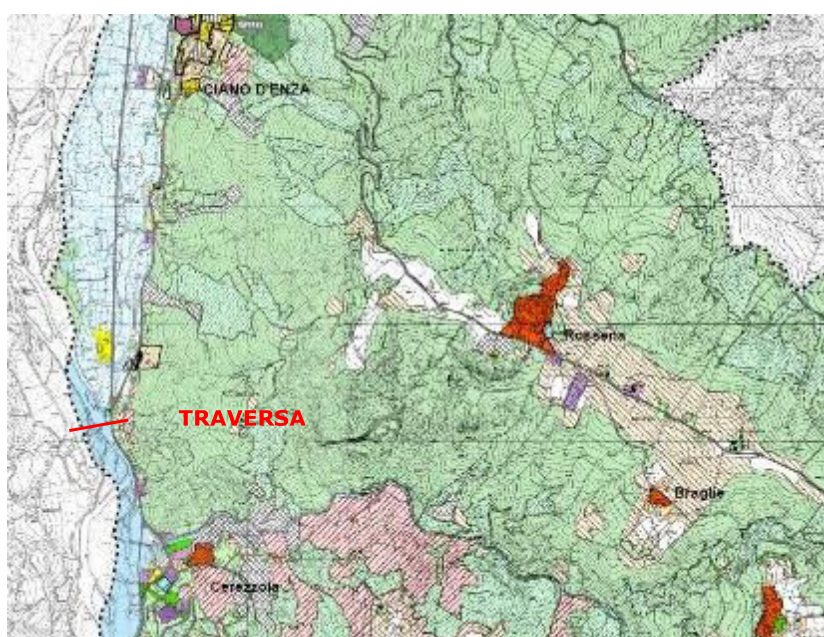 CIANO D'ENZA
Rossena
TRAVERSA
Braglie
Cerezzola